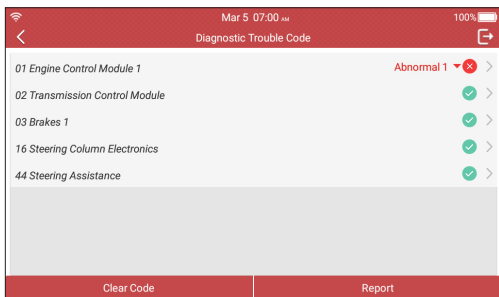 Mar 5 07:00 AM 100%
Diagnostic Trouble Code
01 Engine Control Module 1 Abnormal 1
02 Transmission Control Module
03 Brakes 1
16 Steering Column Electronics
44 Steering Assistance
Clear Code Report